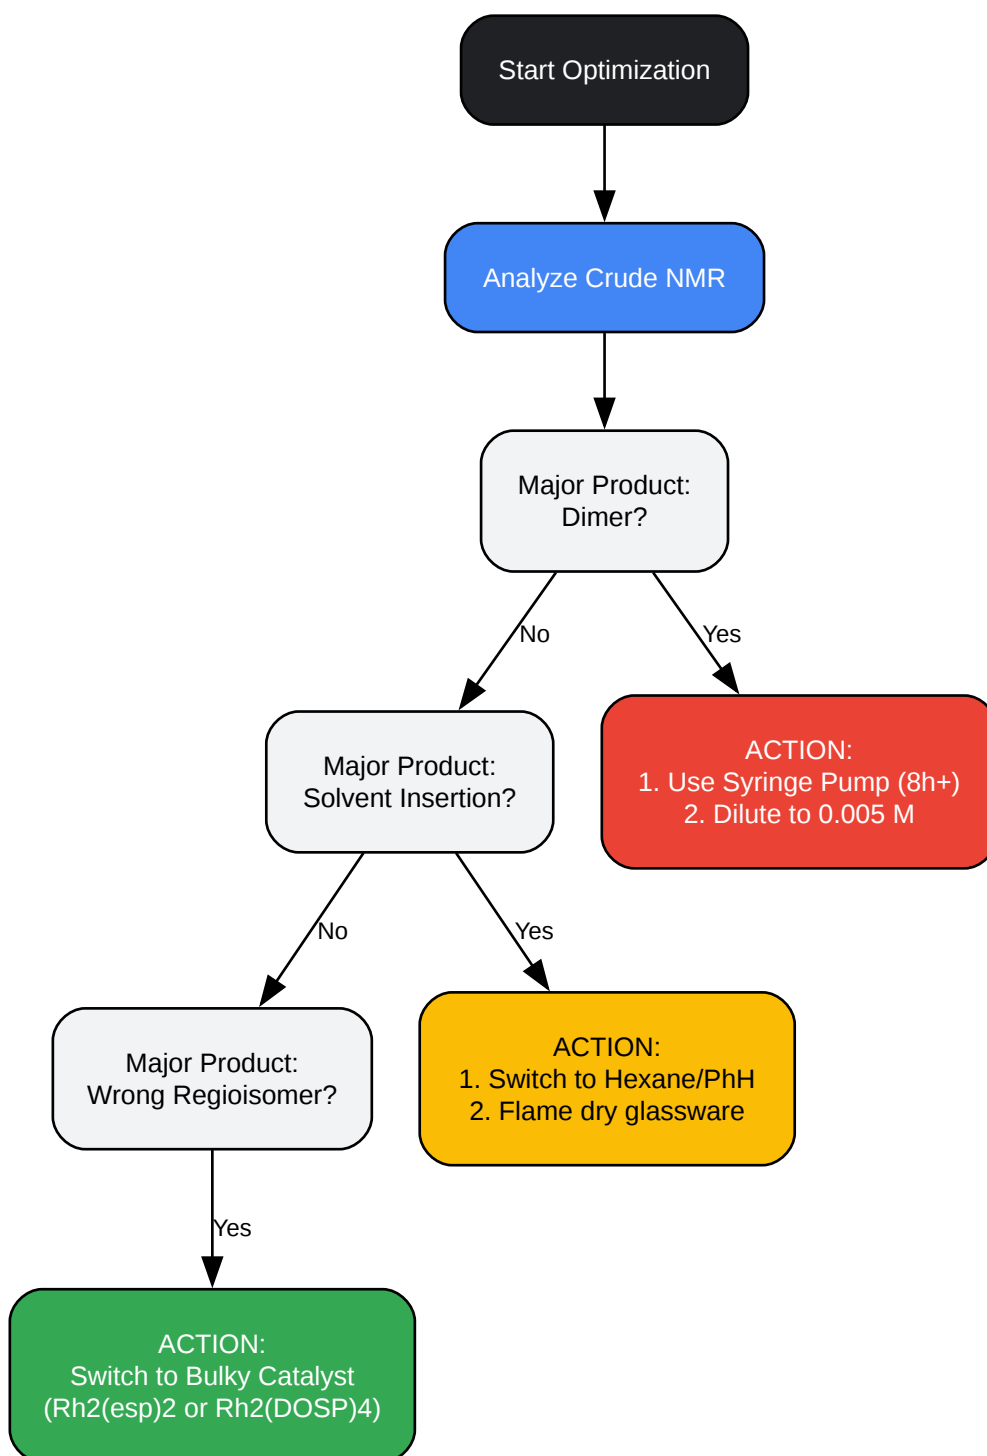 Start Optimization
Analyze Crude NMR
Major Product:
Dimer?
No
Yes
Major Product:
Solvent Insertion?
ACTION:
1. Use Syringe Pump (8h+)
2. Dilute to 0.005 M
No
Yes
Major Product:
Wrong Regioisomer?
ACTION:
1. Switch to Hexane/PhH
2. Flame dry glassware
Yes
ACTION:
Switch to Bulky Catalyst
(Rh2(esp)2 or Rh2(DOSP)4)